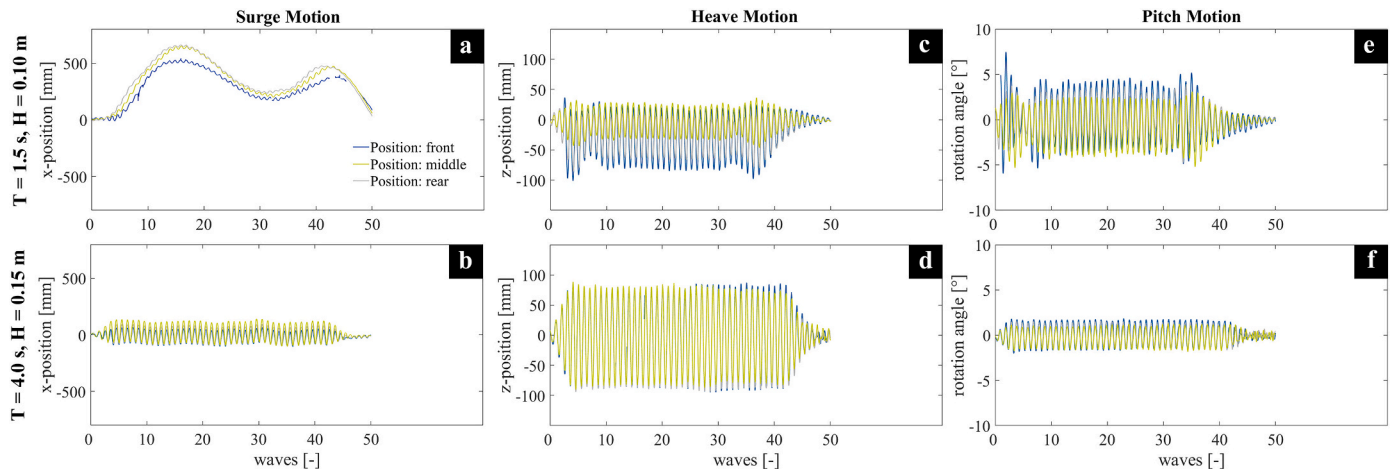 Surge Motion
Heave Motion
Pitch Motion
T = 1.5 s, H = 0.10 m
x-position [mm]
500
0
-500
a
Position: front
Position: middle
Position: rear
0 10 20 30 40 50
z-position [mm]
100
50
0
-50
-100
c
0 10 20 30 40 50
rotation angle [°]
10
5
0
-5
-10
e
0 10 20 30 40 50
T = 4.0 s, H = 0.15 m
x-position [mm]
500
0
-500
b
0 10 20 30 40 50
waves [-]
z-position [mm]
100
50
0
-50
-100
d
0 10 20 30 40 50
waves [-]
rotation angle [°]
10
5
0
-5
-10
f
0 10 20 30 40 50
waves [-]